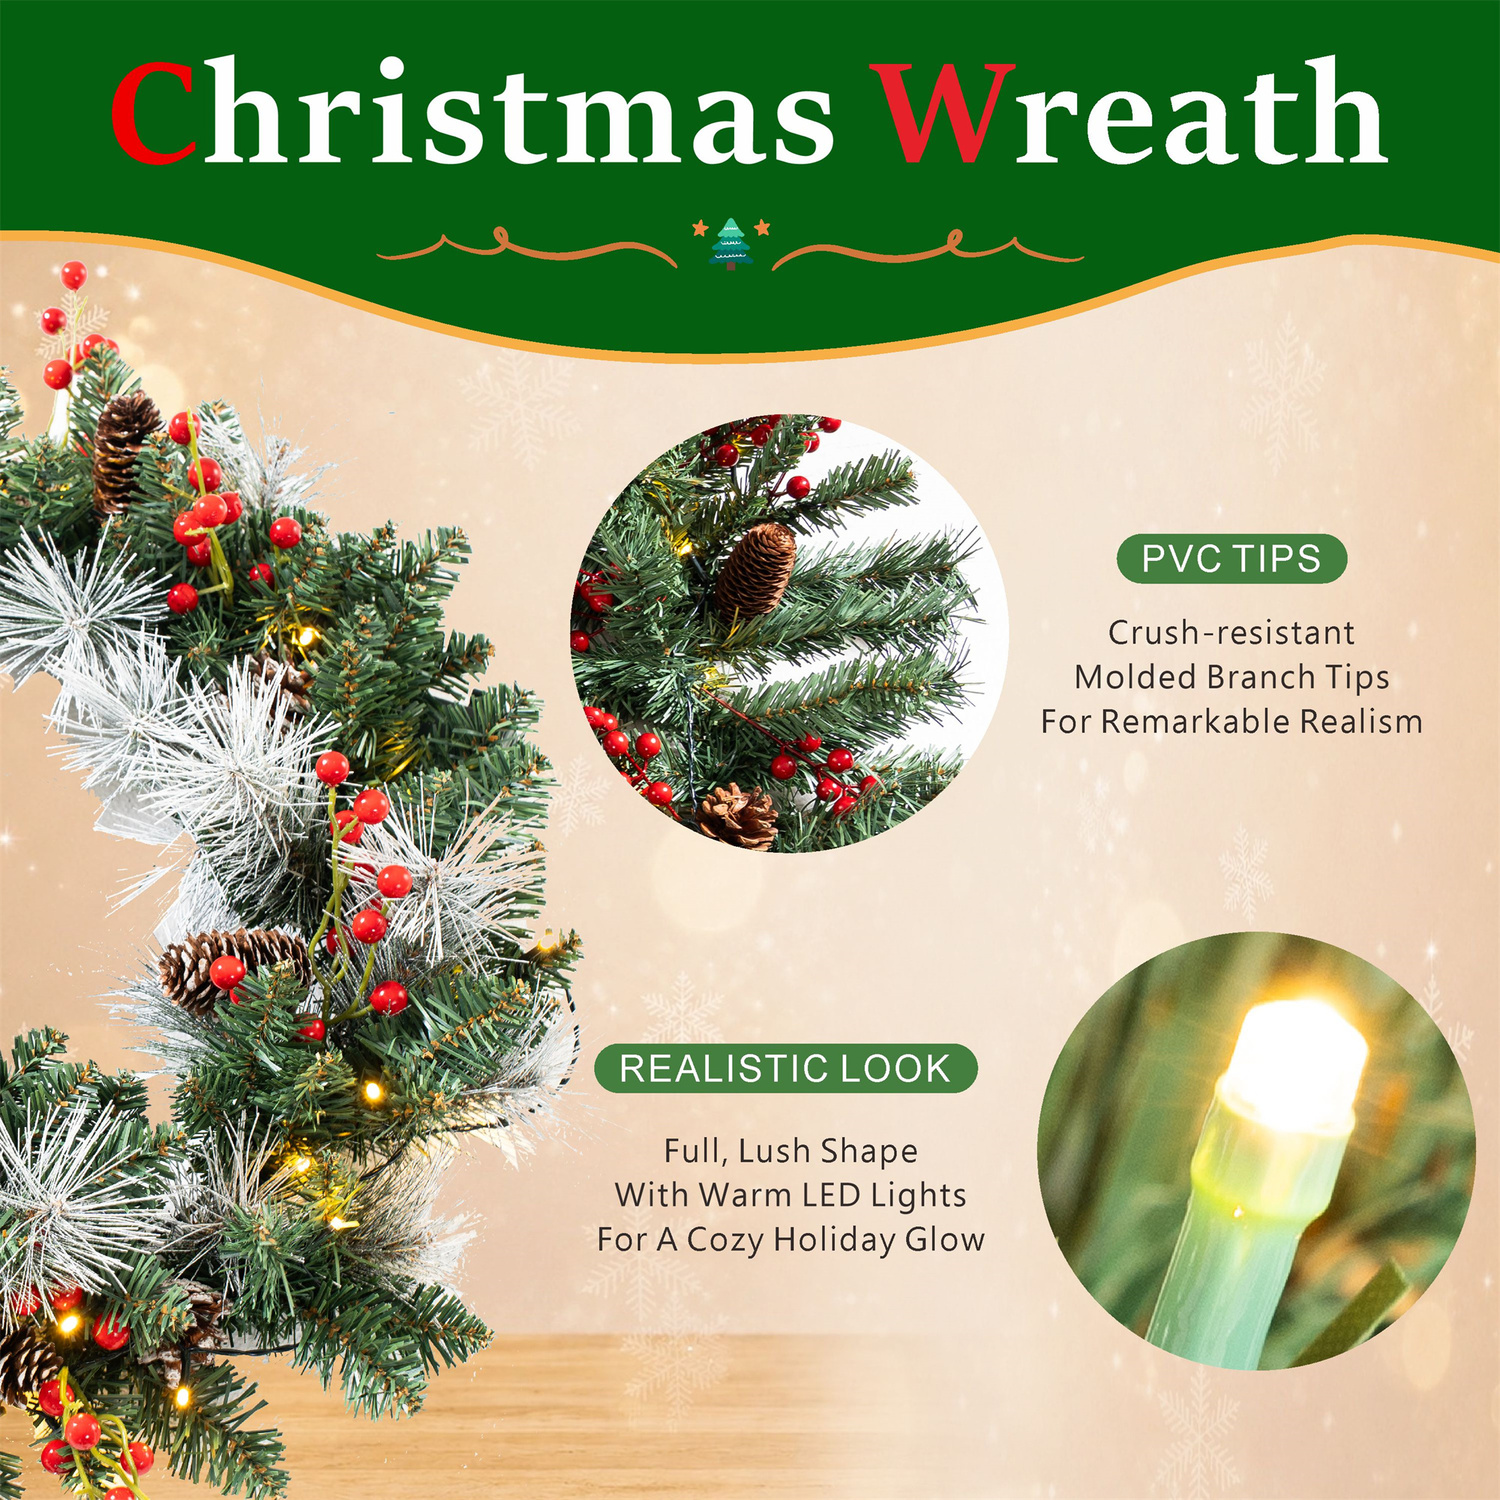 Christmas Wreath
PVC TIPS
Crush-resistant
Molded Branch Tips
For Remarkable Realism
REALISTIC LOOK
Full, Lush Shape
With Warm LED Lights
For A Cozy Holiday Glow